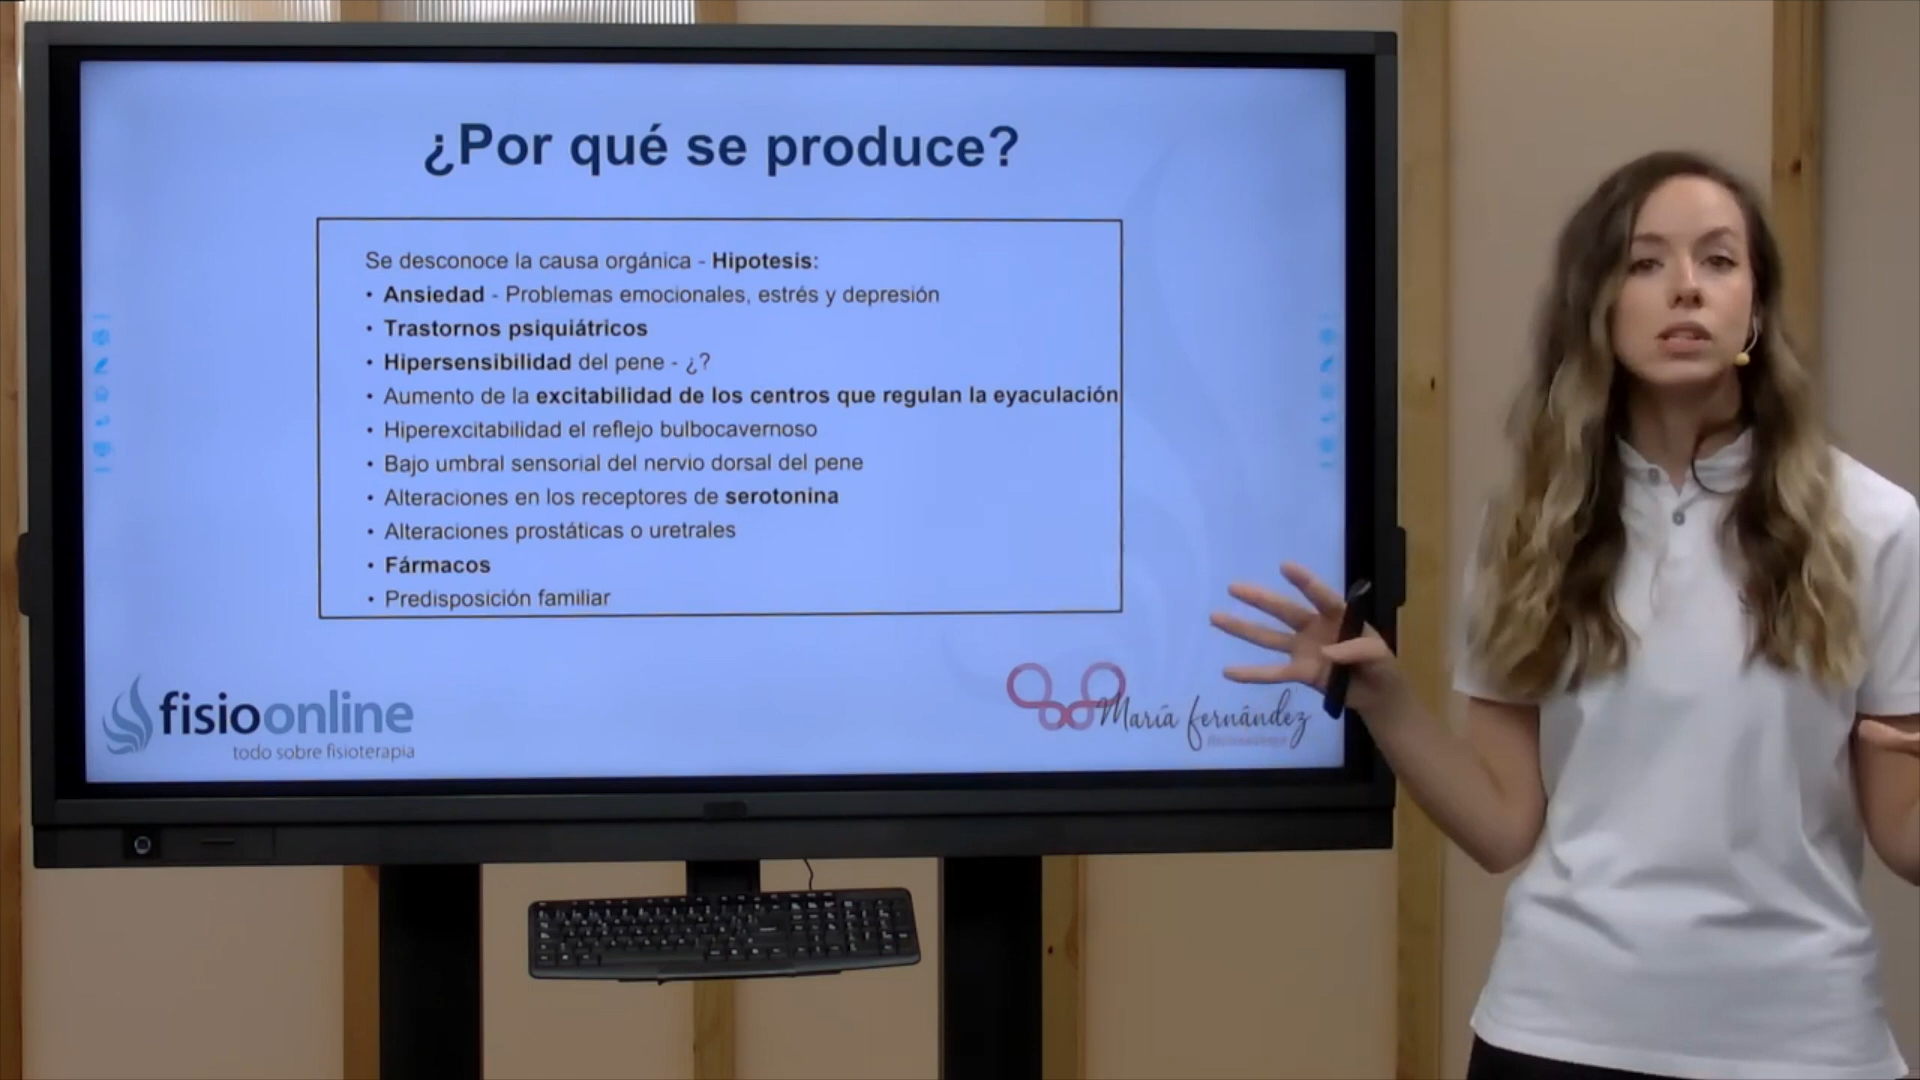 ¿Por qué se produce?
Se desconoce la causa orgánica - Hipotesis:
• Ansiedad - Problemas emocionales, estrés y depresión
• Trastornos psiquiátricos
• Hipersensibilidad del pene - ¿?
• Aumento de la excitabilidad de los centros que regulan la eyaculación
• Hiperexcitabilidad el reflejo bulbocavernoso
• Bajo umbral sensorial del nervio dorsal del pene
• Alteraciones en los receptores de serotonina
• Alteraciones prostáticas o uretrales
• Fármacos
• Predisposición familiar
fisioonline
todo sobre fisioterapia
María fernández